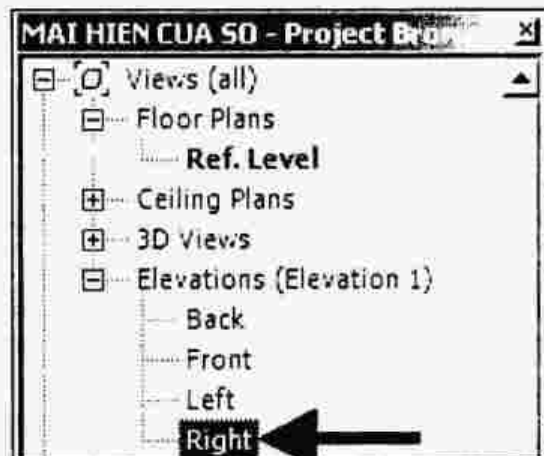 MAI HIEN CUA SO - Project Bro
Views (all)
Floor Plans
Ref. Level
Ceiling Plans
3D Views
Elevations (Elevation 1)
Back
Front
Left
Right